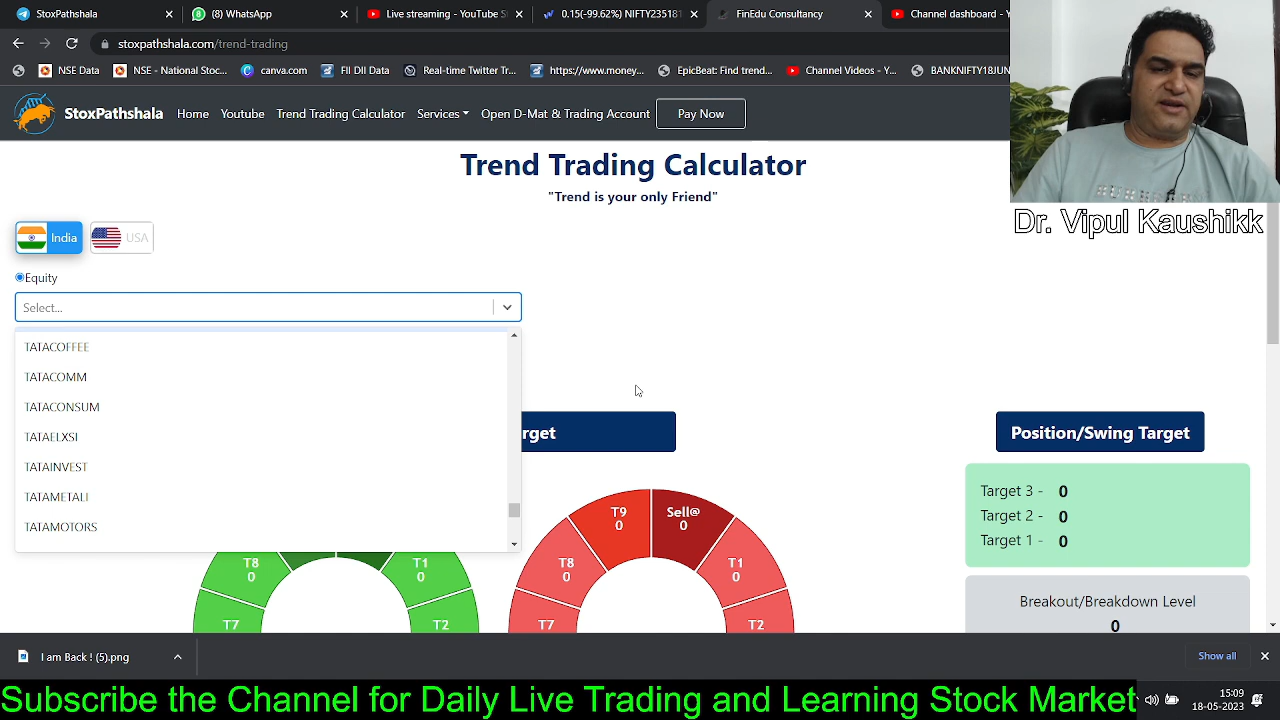 Telegram
(8) WhatsApp
Live streaming - YouTube S
0.15(-99.62%) NIFTY235181
FinEdu Consultancy
Channel dashboard - Y
stoxpathshala.com/trend-trading
NSE Data
NSE - National Stoc...
canva.com
FII DII Data
Real-time Twitter Tr...
https://www.money...
EpicBeat: Find trend...
Channel Videos - Y...
BANKNIFTY18JUN
StoxPathshala
Home
Youtube
Trend Trading Calculator
Services
Open D-Mat & Trading Account
Pay Now
Trend Trading Calculator
"Trend is your only Friend"
Dr. Vipul Kaushikk
India
USA
Equity
Select...
TATACOFFEE
TATACOMM
TATACONSUM
TATAELXSI
TATAINVEST
TATAMETALI
TATAMOTORS
rget
Position/Swing Target
Target 3 - 0
Target 2 - 0
Target 1 - 0
Breakout/Breakdown Level
0
T8
0
T1
0
T7
T2
T9
0
Sell@
0
T8
0
T1
0
T7
T2
I am Back ! (5).png
Show all
Subscribe the Channel for Daily Live Trading and Learning Stock Market
15:09
18-05-2023